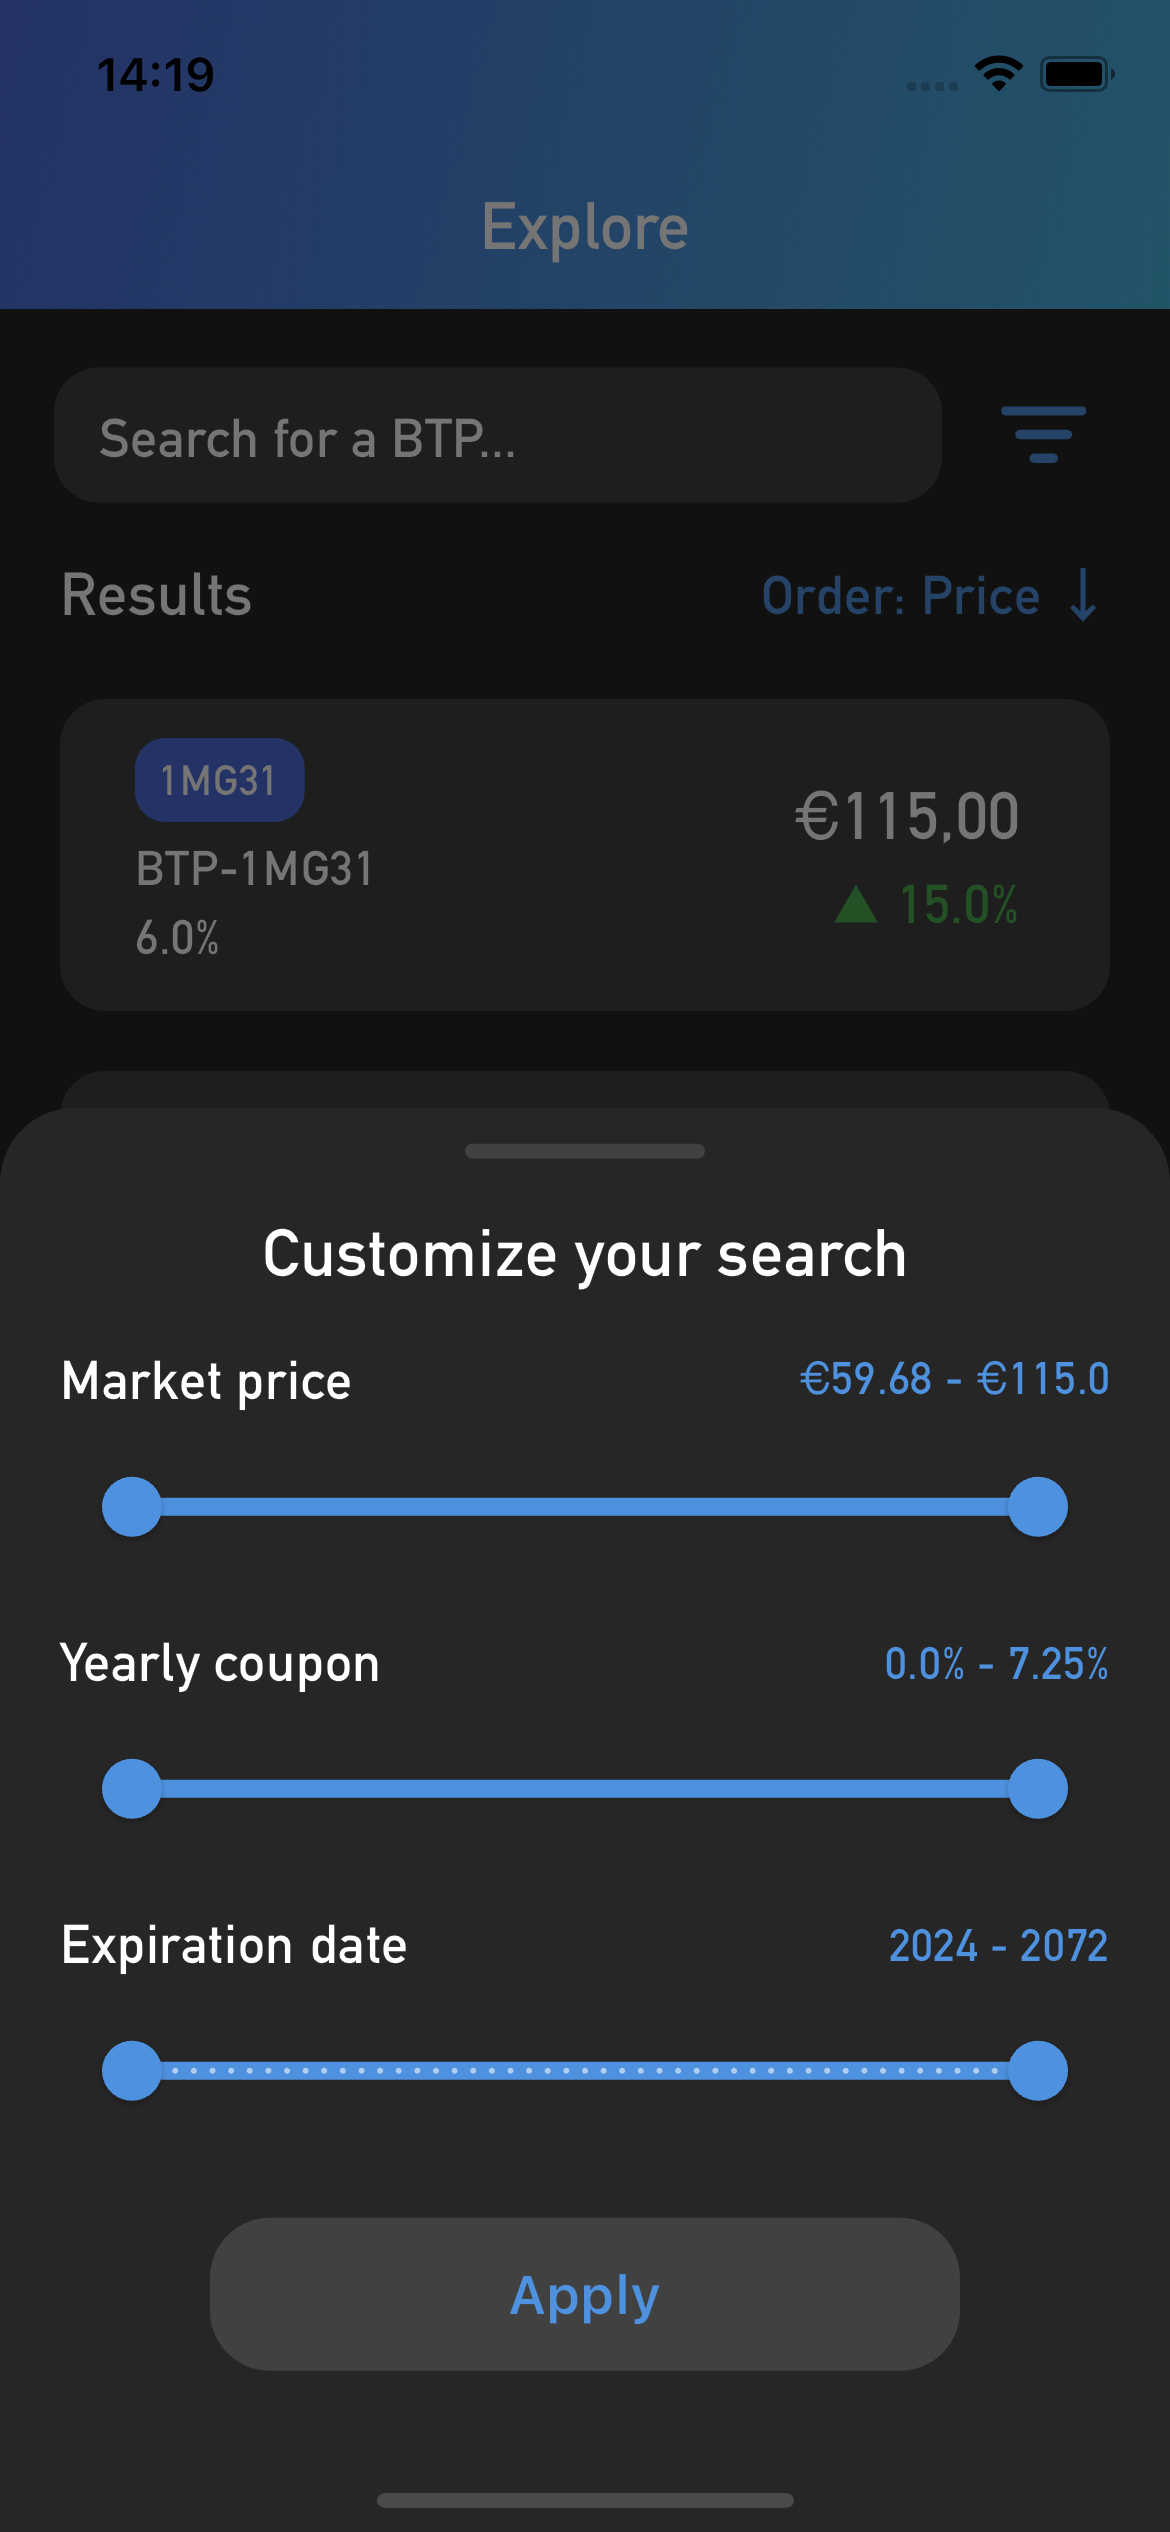 14:19
Explore
Search for a BTP...
Results
Order: Price ↓
1MG31
BTP-1MG31
6.0%
€115,00
▲ 15.0%
Customize your search
Market price
€59.68 - €115.0
Yearly coupon
0.0% - 7.25%
Expiration date
2024 - 2072
Apply